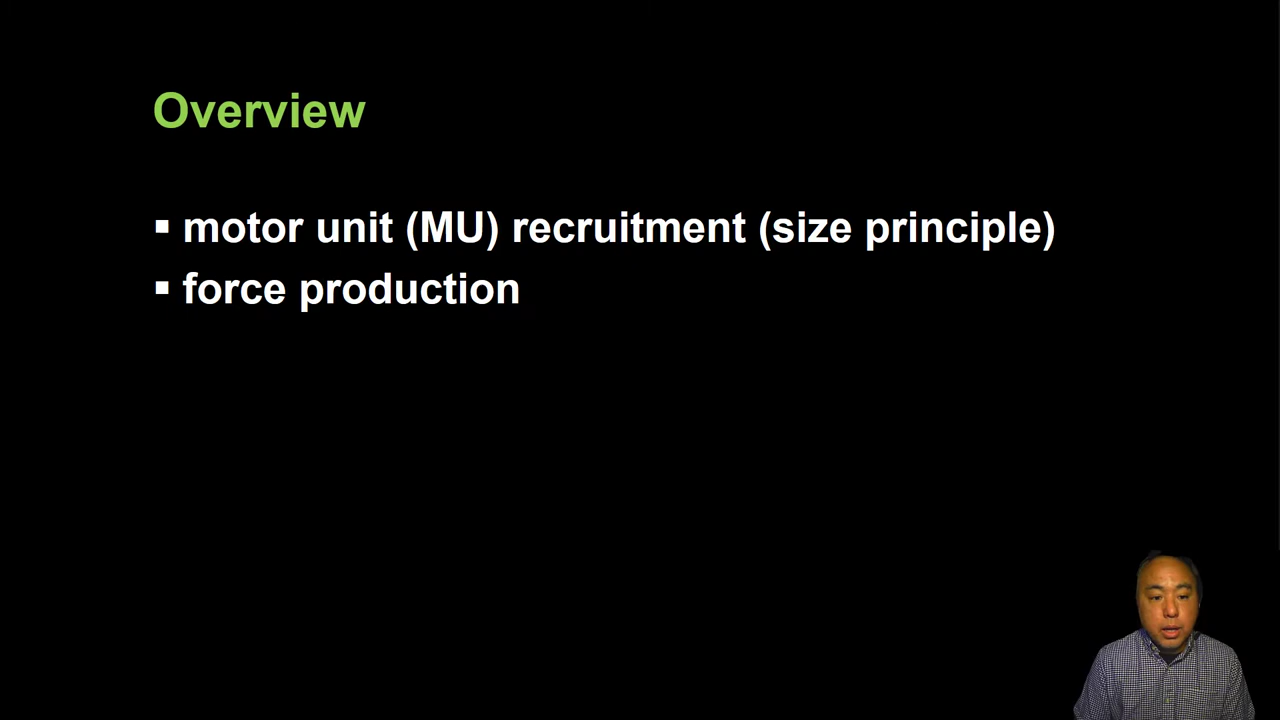 Overview
▪ motor unit (MU) recruitment (size principle)
▪ force production